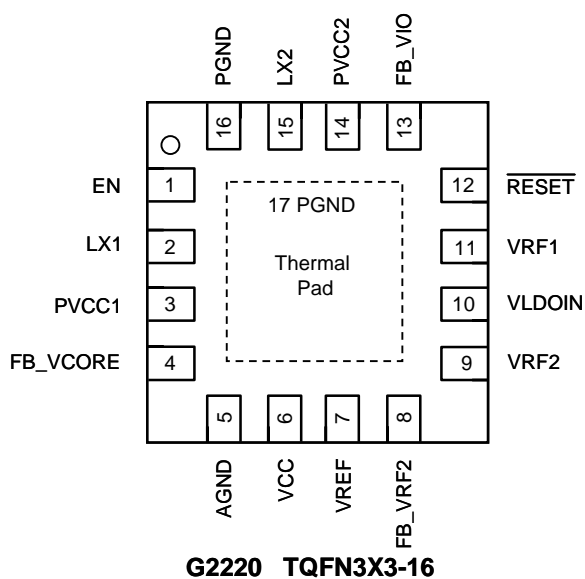 PGND
LX2
PVCC2
FB_VIO
16
15
14
13
EN
1
LX1
2
PVCC1
3
FB_VCORE
4
17 PGND
Thermal
Pad
12
RESET
11
VRF1
10
VLDOIN
9
VRF2
5
6
7
8
AGND
VCC
VREF
FB_VRF2
G2220 TQFN3X3-16